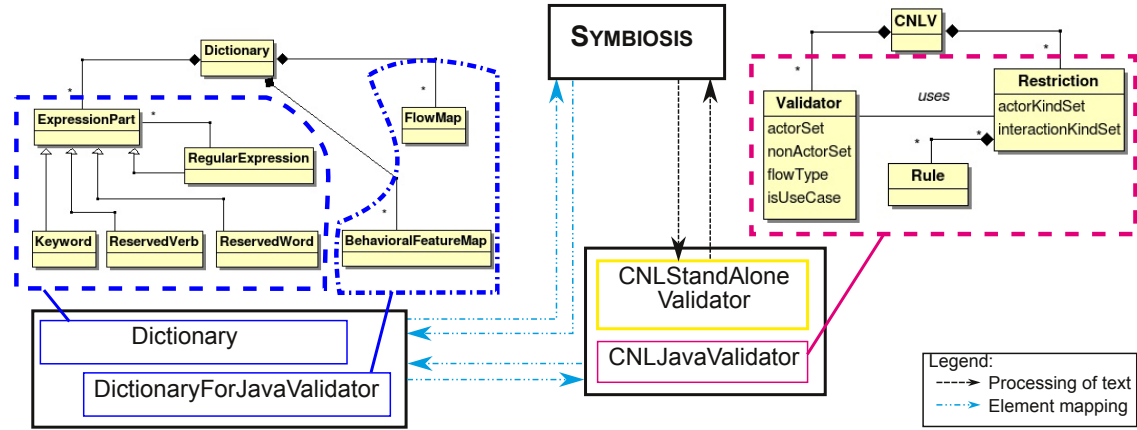 Dictionary
*
*
ExpressionPart
*
FlowMap
RegularExpression
*
*
Keyword
ReservedVerb
ReservedWord
BehavioralFeatureMap
SYMBIOSIS
CNLV
*
*
Validator
actorSet
nonActorSet
flowType
isUseCase
uses
Restriction
actorKindSet
interactionKindSet
*
*
Rule
Dictionary
DictionaryForJavaValidator
CNLStandAlone
Validator
CNLJavaValidator
Legend:
Processing of text
Element mapping